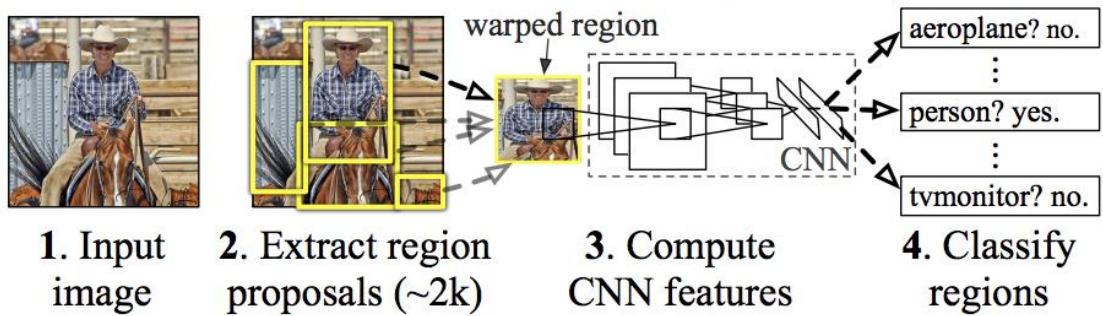 warped region
aeroplane? no.
⋮
person? yes.
⋮
tvmonitor? no.
CNN
1. Input
image
2. Extract region
proposals (~2k)
3. Compute
CNN features
4. Classify
regions